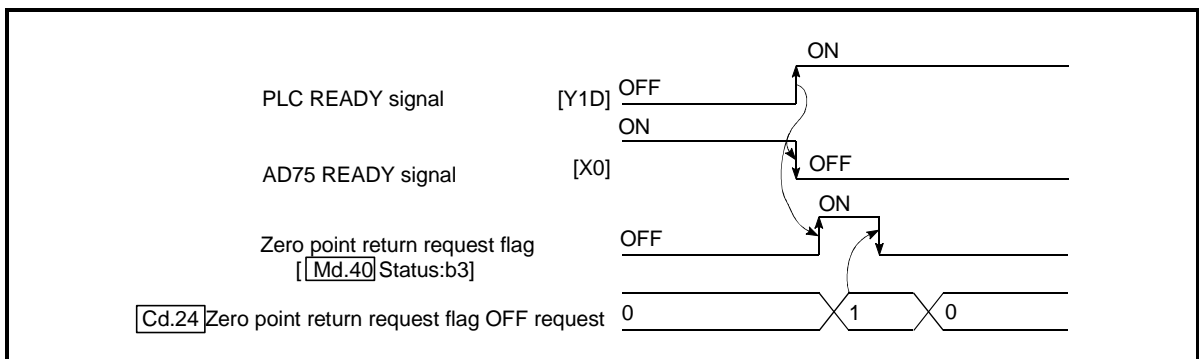 ON
PLC READY signal [Y1D] OFF
ON
AD75 READY signal [X0] OFF
ON
Zero point return request flag OFF
[ Md.40 Status:b3]
Cd.24 Zero point return request flag OFF request 0 1 0